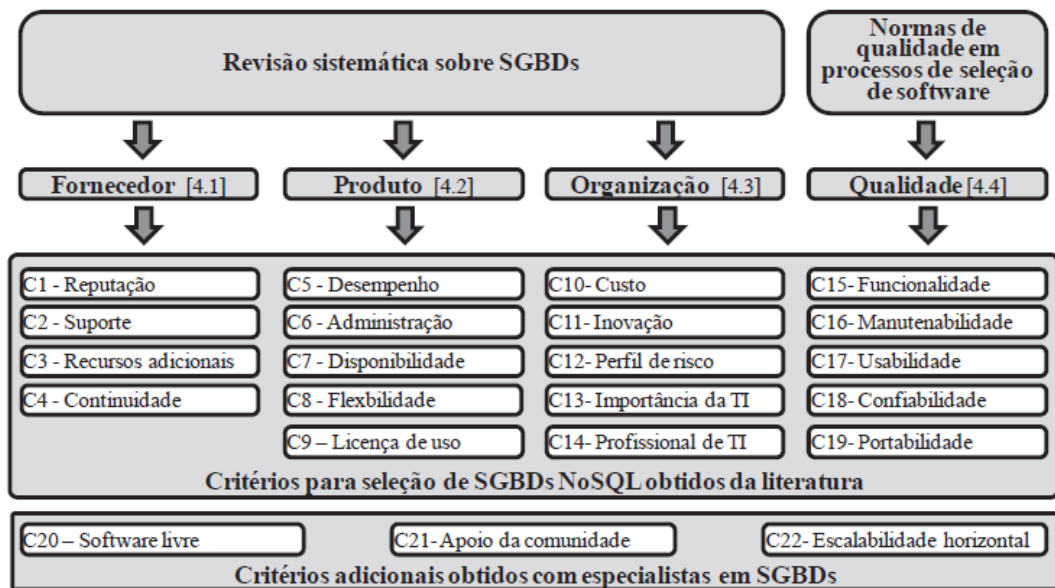 Revisão sistemática sobre SGBDs
Normas de
qualidade em
processos de seleção
de software
Fornecedor [4.1]
Produto [4.2]
Organização [4.3]
Qualidade [4.4]
C1 - Reputação
C2 - Suporte
C3 - Recursos adicionais
C4 - Continuidade
C5 - Desempenho
C6 - Administração
C7 - Disponibilidade
C8 - Flexbilidade
C9 – Licença de uso
C10- Custo
C11- Inovação
C12- Perfil de risco
C13- Importância da TI
C14- Profissional de TI
C15- Funcionalidade
C16- Manutenabilidade
C17- Usabilidade
C18- Confiabilidade
C19- Portabilidade
Critérios para seleção de SGBDs NoSQL obtidos da literatura
C20 – Software livre
C21- Apoio da comunidade
C22- Escalabilidade horizontal
Critérios adicionais obtidos com especialistas em SGBDs